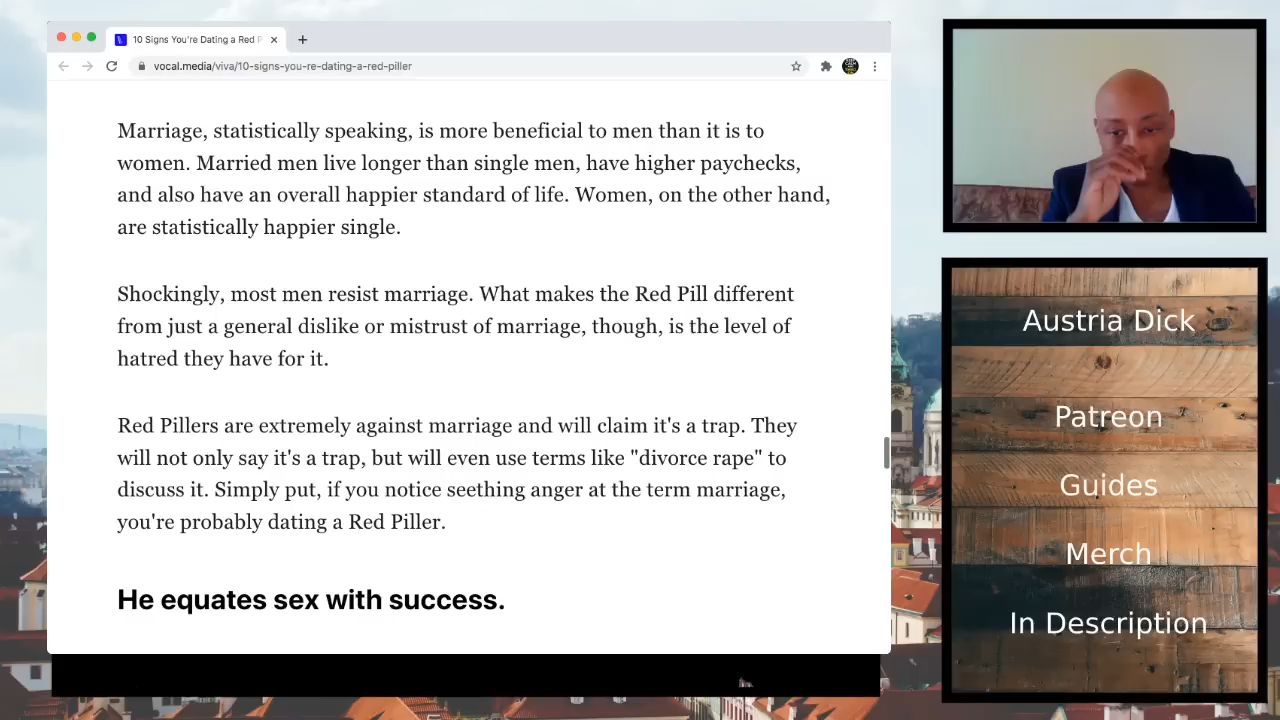 10 Signs You're Dating a Red P
vocal.media/viva/10-signs-you-re-dating-a-red-piller
Marriage, statistically speaking, is more beneficial to men than it is to
women. Married men live longer than single men, have higher paychecks,
and also have an overall happier standard of life. Women, on the other hand,
are statistically happier single.
Shockingly, most men resist marriage. What makes the Red Pill different
from just a general dislike or mistrust of marriage, though, is the level of
hatred they have for it.
Red Pillers are extremely against marriage and will claim it's a trap. They
will not only say it's a trap, but will even use terms like "divorce rape" to
discuss it. Simply put, if you notice seething anger at the term marriage,
you're probably dating a Red Piller.
He equates sex with success.
Austria Dick
Patreon
Guides
Merch
In Description